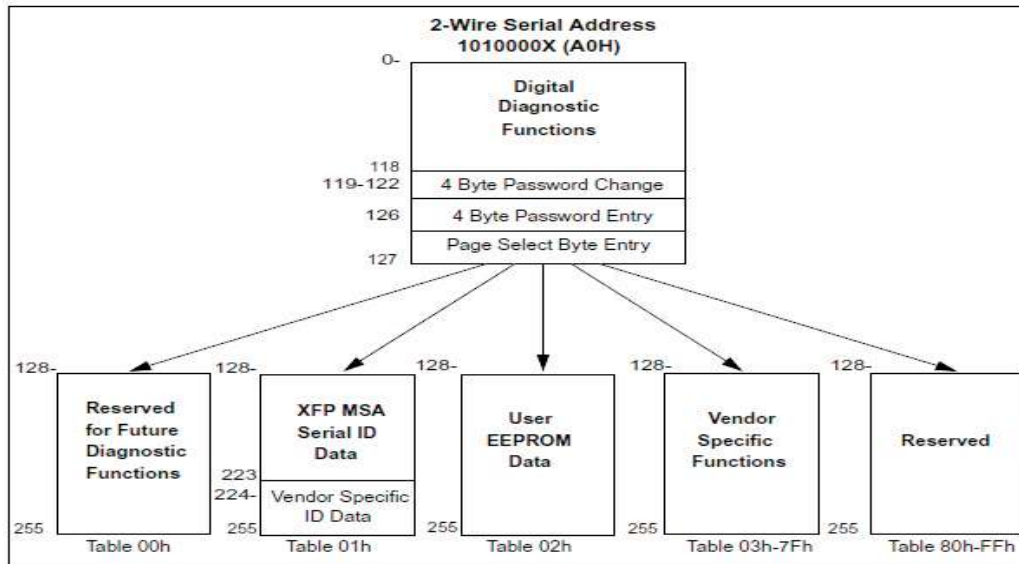 2-Wire Serial Address
1010000X (A0H)
0-
Digital
Diagnostic
Functions
118
119-122
4 Byte Password Change
126
4 Byte Password Entry
Page Select Byte Entry
127
128-
128-
128-
128-
128-
Reserved
for Future
Diagnostic
Functions
255
Table 00h
XFP MSA
Serial ID
Data
223
224-
Vendor Specific
ID Data
255
Table 01h
User
EEPROM
Data
255
Table 02h
Vendor
Specific
Functions
255
Table 03h-7Fh
Reserved
255
Table 80h-FFh